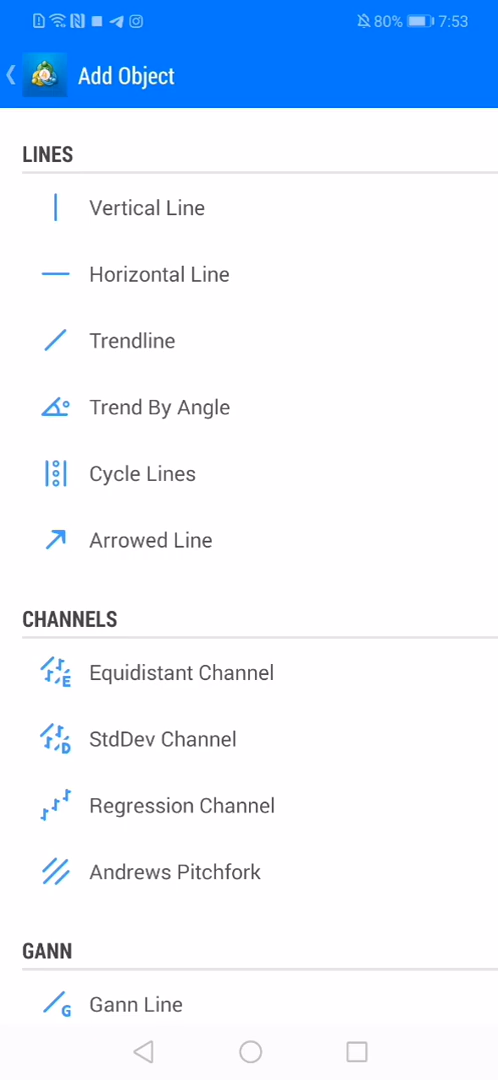 80% 7:53
Add Object
LINES
Vertical Line
Horizontal Line
Trendline
Trend By Angle
Cycle Lines
Arrowed Line
CHANNELS
E Equidistant Channel
D StdDev Channel
Regression Channel
Andrews Pitchfork
GANN
G Gann Line